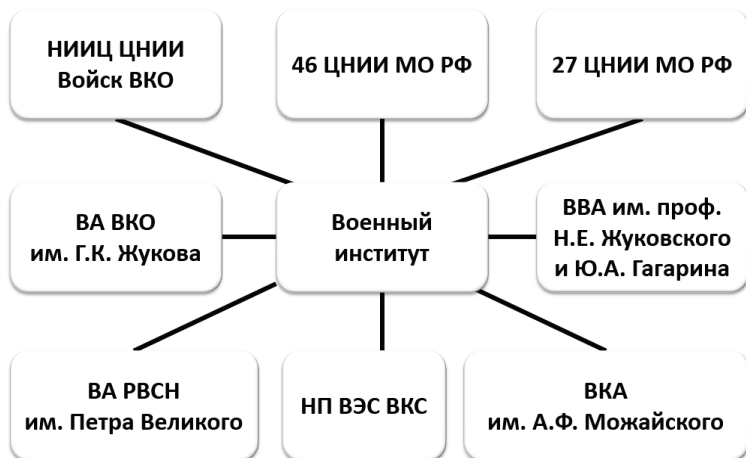 НИИЦ ЦНИИ
Войск ВКО
46 ЦНИИ МО РФ
27 ЦНИИ МО РФ
ВА ВКО
им. Г.К. Жукова
Военный
институт
ВВА им. проф.
Н.Е. Жуковского
и Ю.А. Гагарина
ВА РВСН
им. Петра Великого
НП ВЭС ВКС
ВКА
им. А.Ф. Можайского